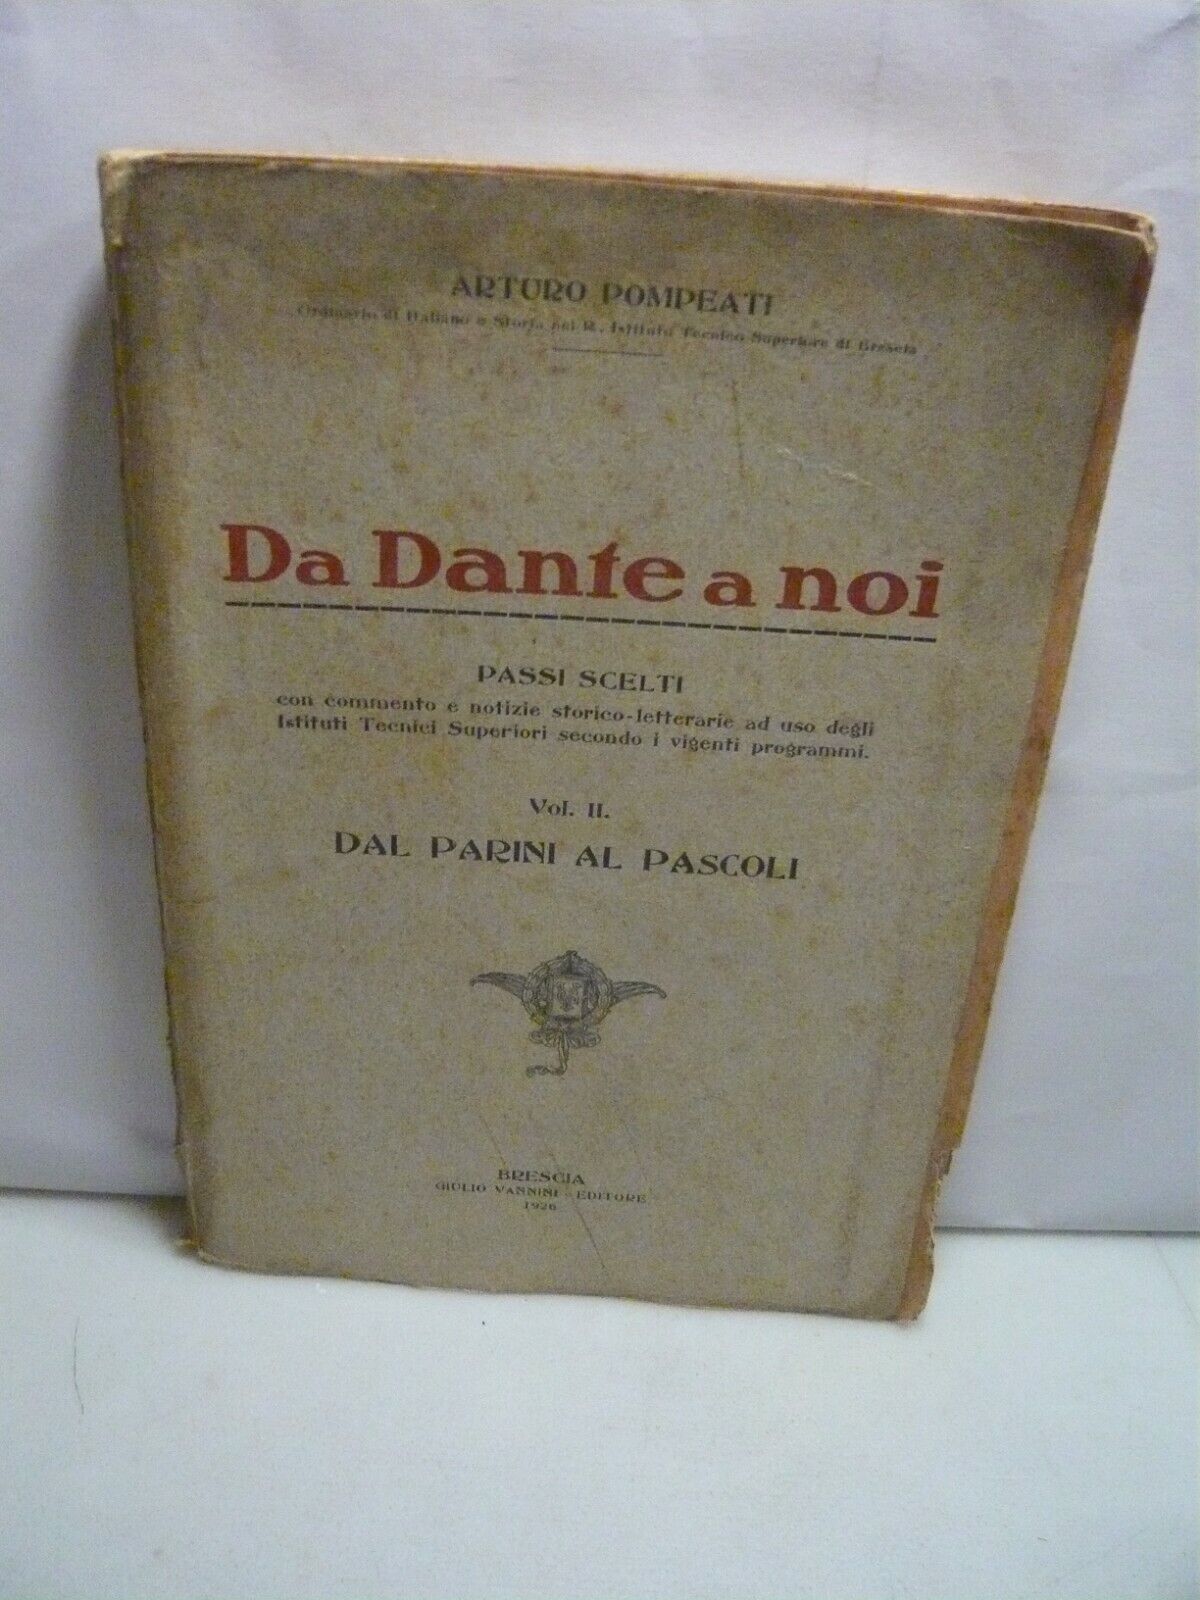 ARTURO POMPEATI
Ordinario di Italiano e Storia nel R. Istituto Tecnico Superiore di Brescia
Da Dante a noi
PASSI SCELTI
con commento e notizie storico-letterarie ad uso degli
Istituti Tecnici Superiori secondo i vigenti programmi.
Vol. II.
DAL PARINI AL PASCOLI
BRESCIA
GIULIO VANNINI - EDITORE
1926